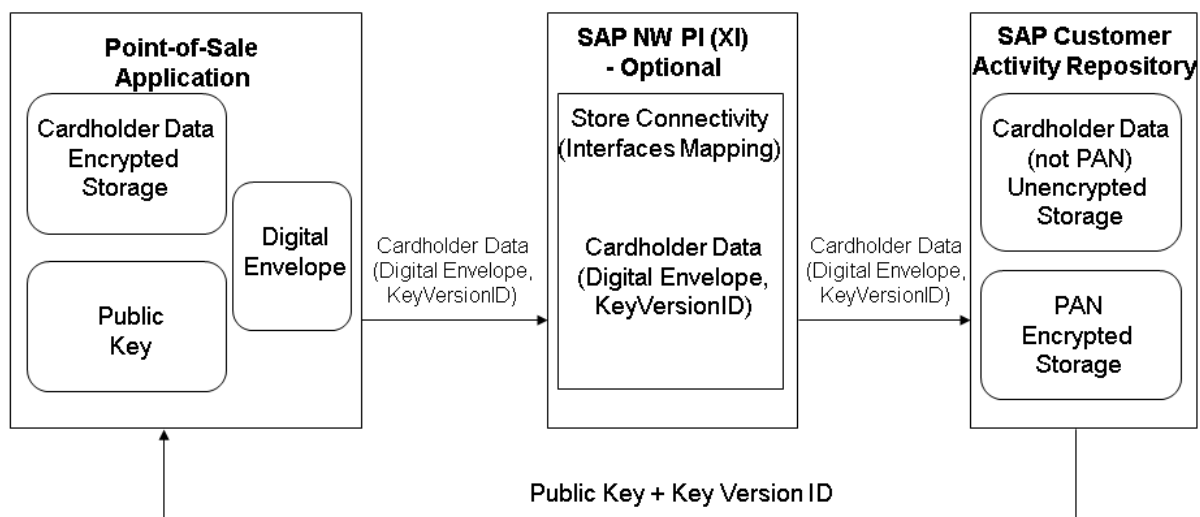 Point-of-Sale
Application
Cardholder Data
Encrypted
Storage
Digital
Envelope
Public
Key
Cardholder Data
(Digital Envelope,
KeyVersionID)
SAP NW PI (XI)
- Optional
Store Connectivity
(Interfaces Mapping)
Cardholder Data
(Digital Envelope,
KeyVersionID)
Cardholder Data
(Digital Envelope,
KeyVersionID)
SAP Customer
Activity Repository
Cardholder Data
(not PAN)
Unencrypted
Storage
PAN
Encrypted
Storage
Public Key + Key Version ID